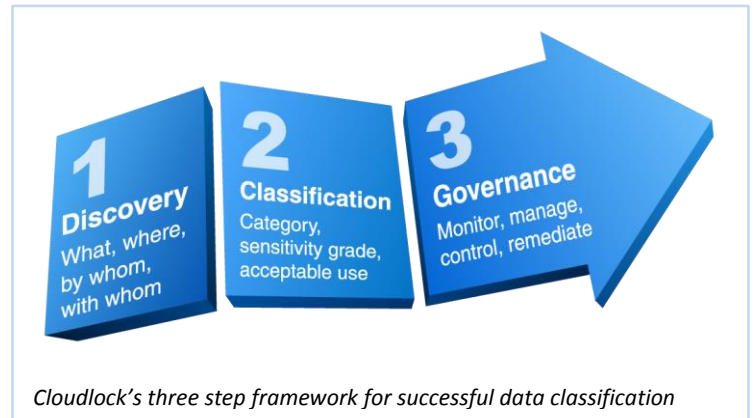 1
Discovery
What, where,
by whom,
with whom
2
Classification
Category,
sensitivity grade,
acceptable use
3
Governance
Monitor, manage,
control, remediate
Cloudlock’s three step framework for successful data classification